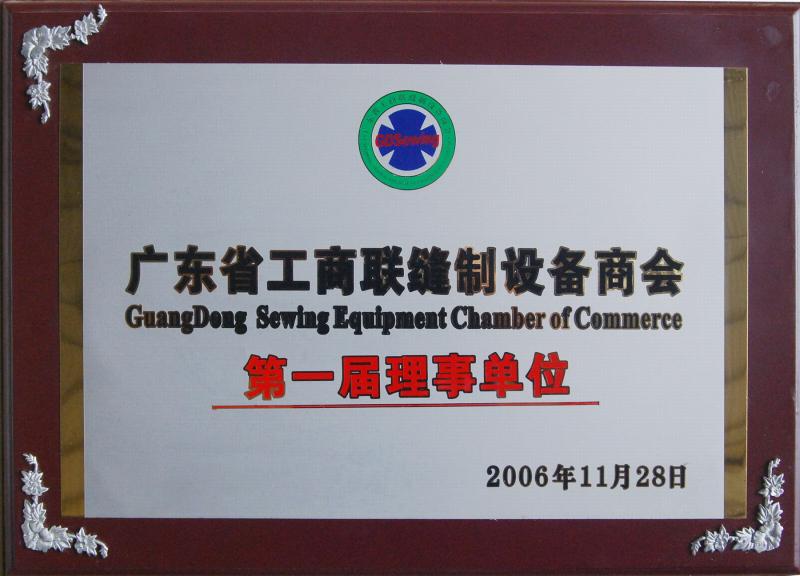 GDSewing
广东省工商联缝制设备商会
GuangDong Sewing Equipment Chamber of Commerce
第一届理事单位
2006年11月28日